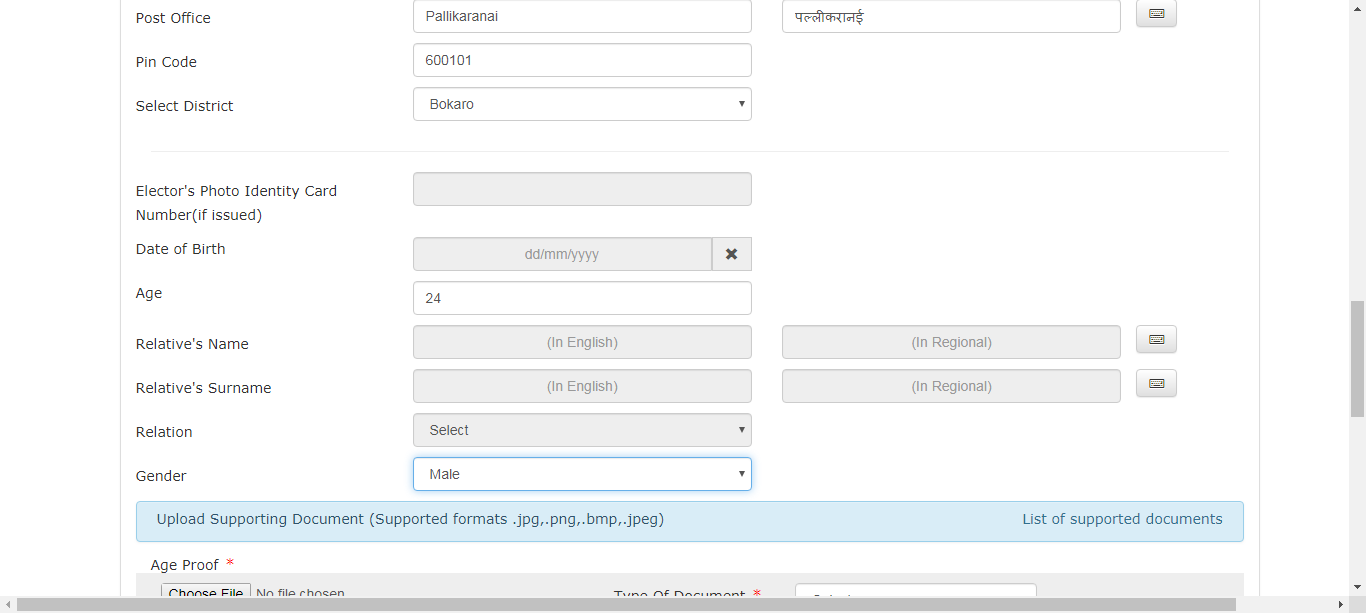 Post Office Pallikaranai पल्लीकरानई
Pin Code 600101
Select District Bokaro
Elector's Photo Identity Card
Number(if issued)
Date of Birth dd/mm/yyyy
Age 24
Relative's Name (In English) (In Regional)
Relative's Surname (In English) (In Regional)
Relation Select
Gender Male
Upload Supporting Document (Supported formats .jpg,.png,.bmp,.jpeg) List of supported documents
Age Proof *
Choose File No file chosen Type Of Document *